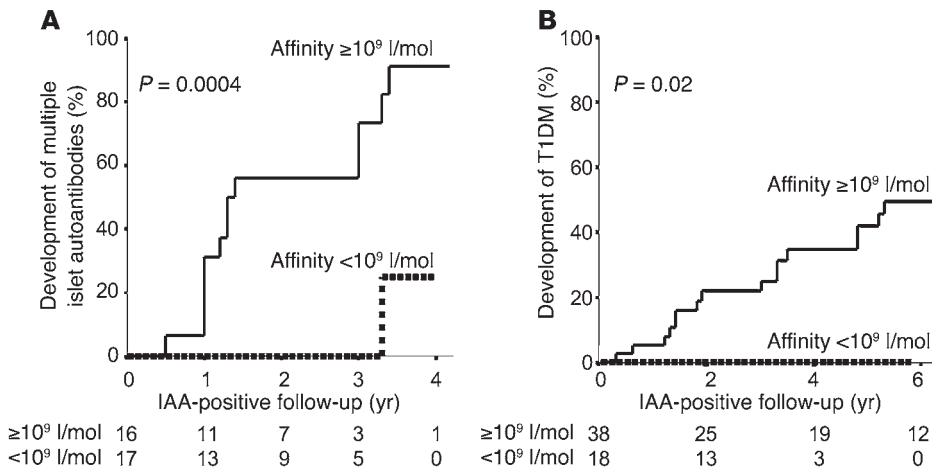 A
Development of multiple
islet autoantibodies (%)
100
80
60
40
20
0
P = 0.0004
Affinity ≥10⁹ l/mol
Affinity <10⁹ l/mol
0 1 2 3 4
IAA-positive follow-up (yr)
≥10⁹ l/mol 16 11 7 3 1
<10⁹ l/mol 17 13 9 5 0
B
Development of T1DM (%)
100
80
60
40
20
0
P = 0.02
Affinity ≥10⁹ l/mol
Affinity <10⁹ l/mol
0 2 4 6
IAA-positive follow-up (yr)
≥10⁹ l/mol 38 25 19 12
<10⁹ l/mol 18 13 3 0